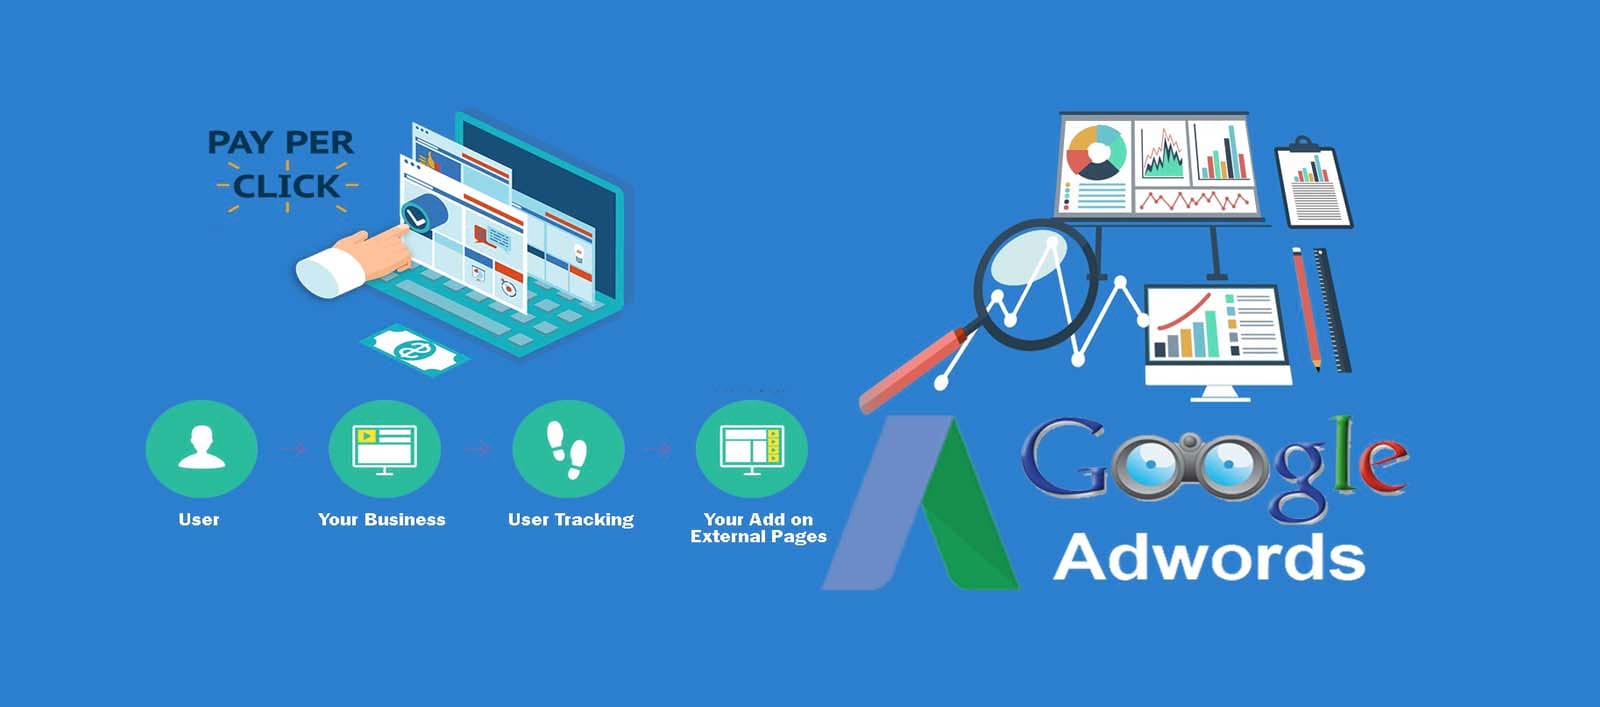 PAY PER
CLICK
User
Your Business
User Tracking
Your Add on
External Pages
Google
Adwords